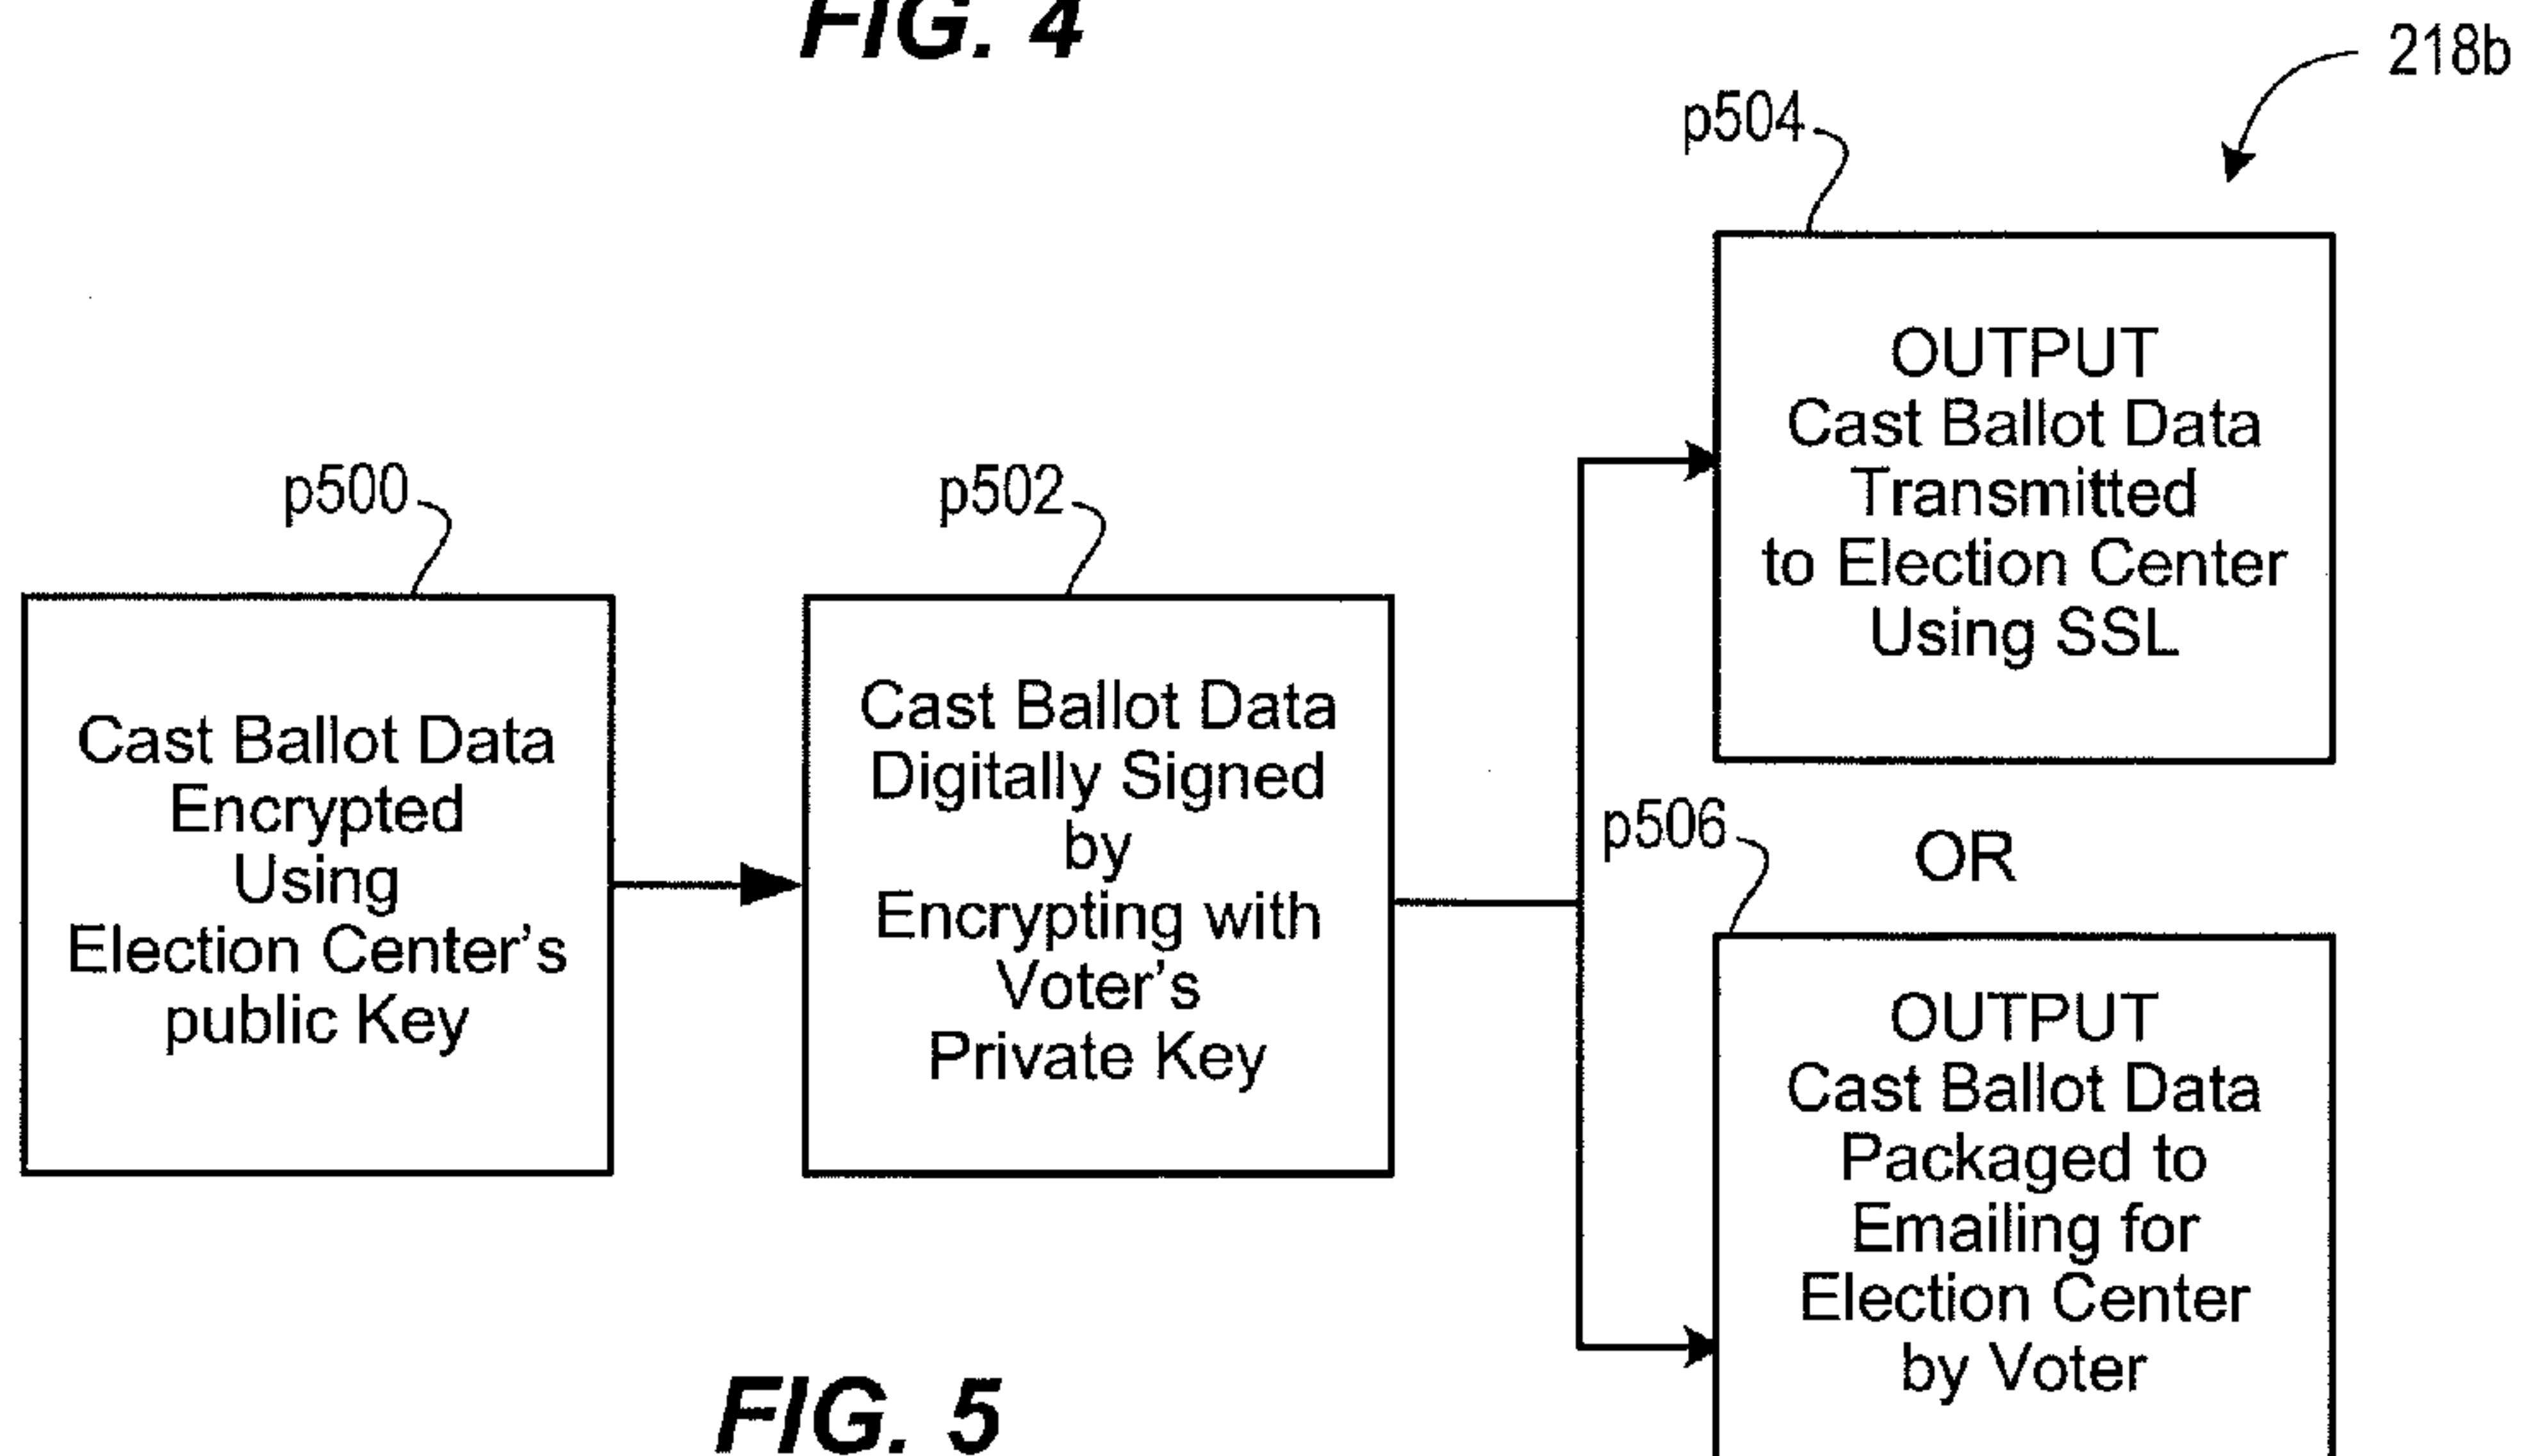 FIG. 4
218b
p504
OUTPUT
Cast Ballot Data
Transmitted
to Election Center
Using SSL
p500
Cast Ballot Data
Encrypted
Using
Election Center's
public Key
p502
Cast Ballot Data
Digitally Signed
by
Encrypting with
Voter's
Private Key
OR
p506
OUTPUT
Cast Ballot Data
Packaged to
Emailing for
Election Center
by Voter
FIG. 5